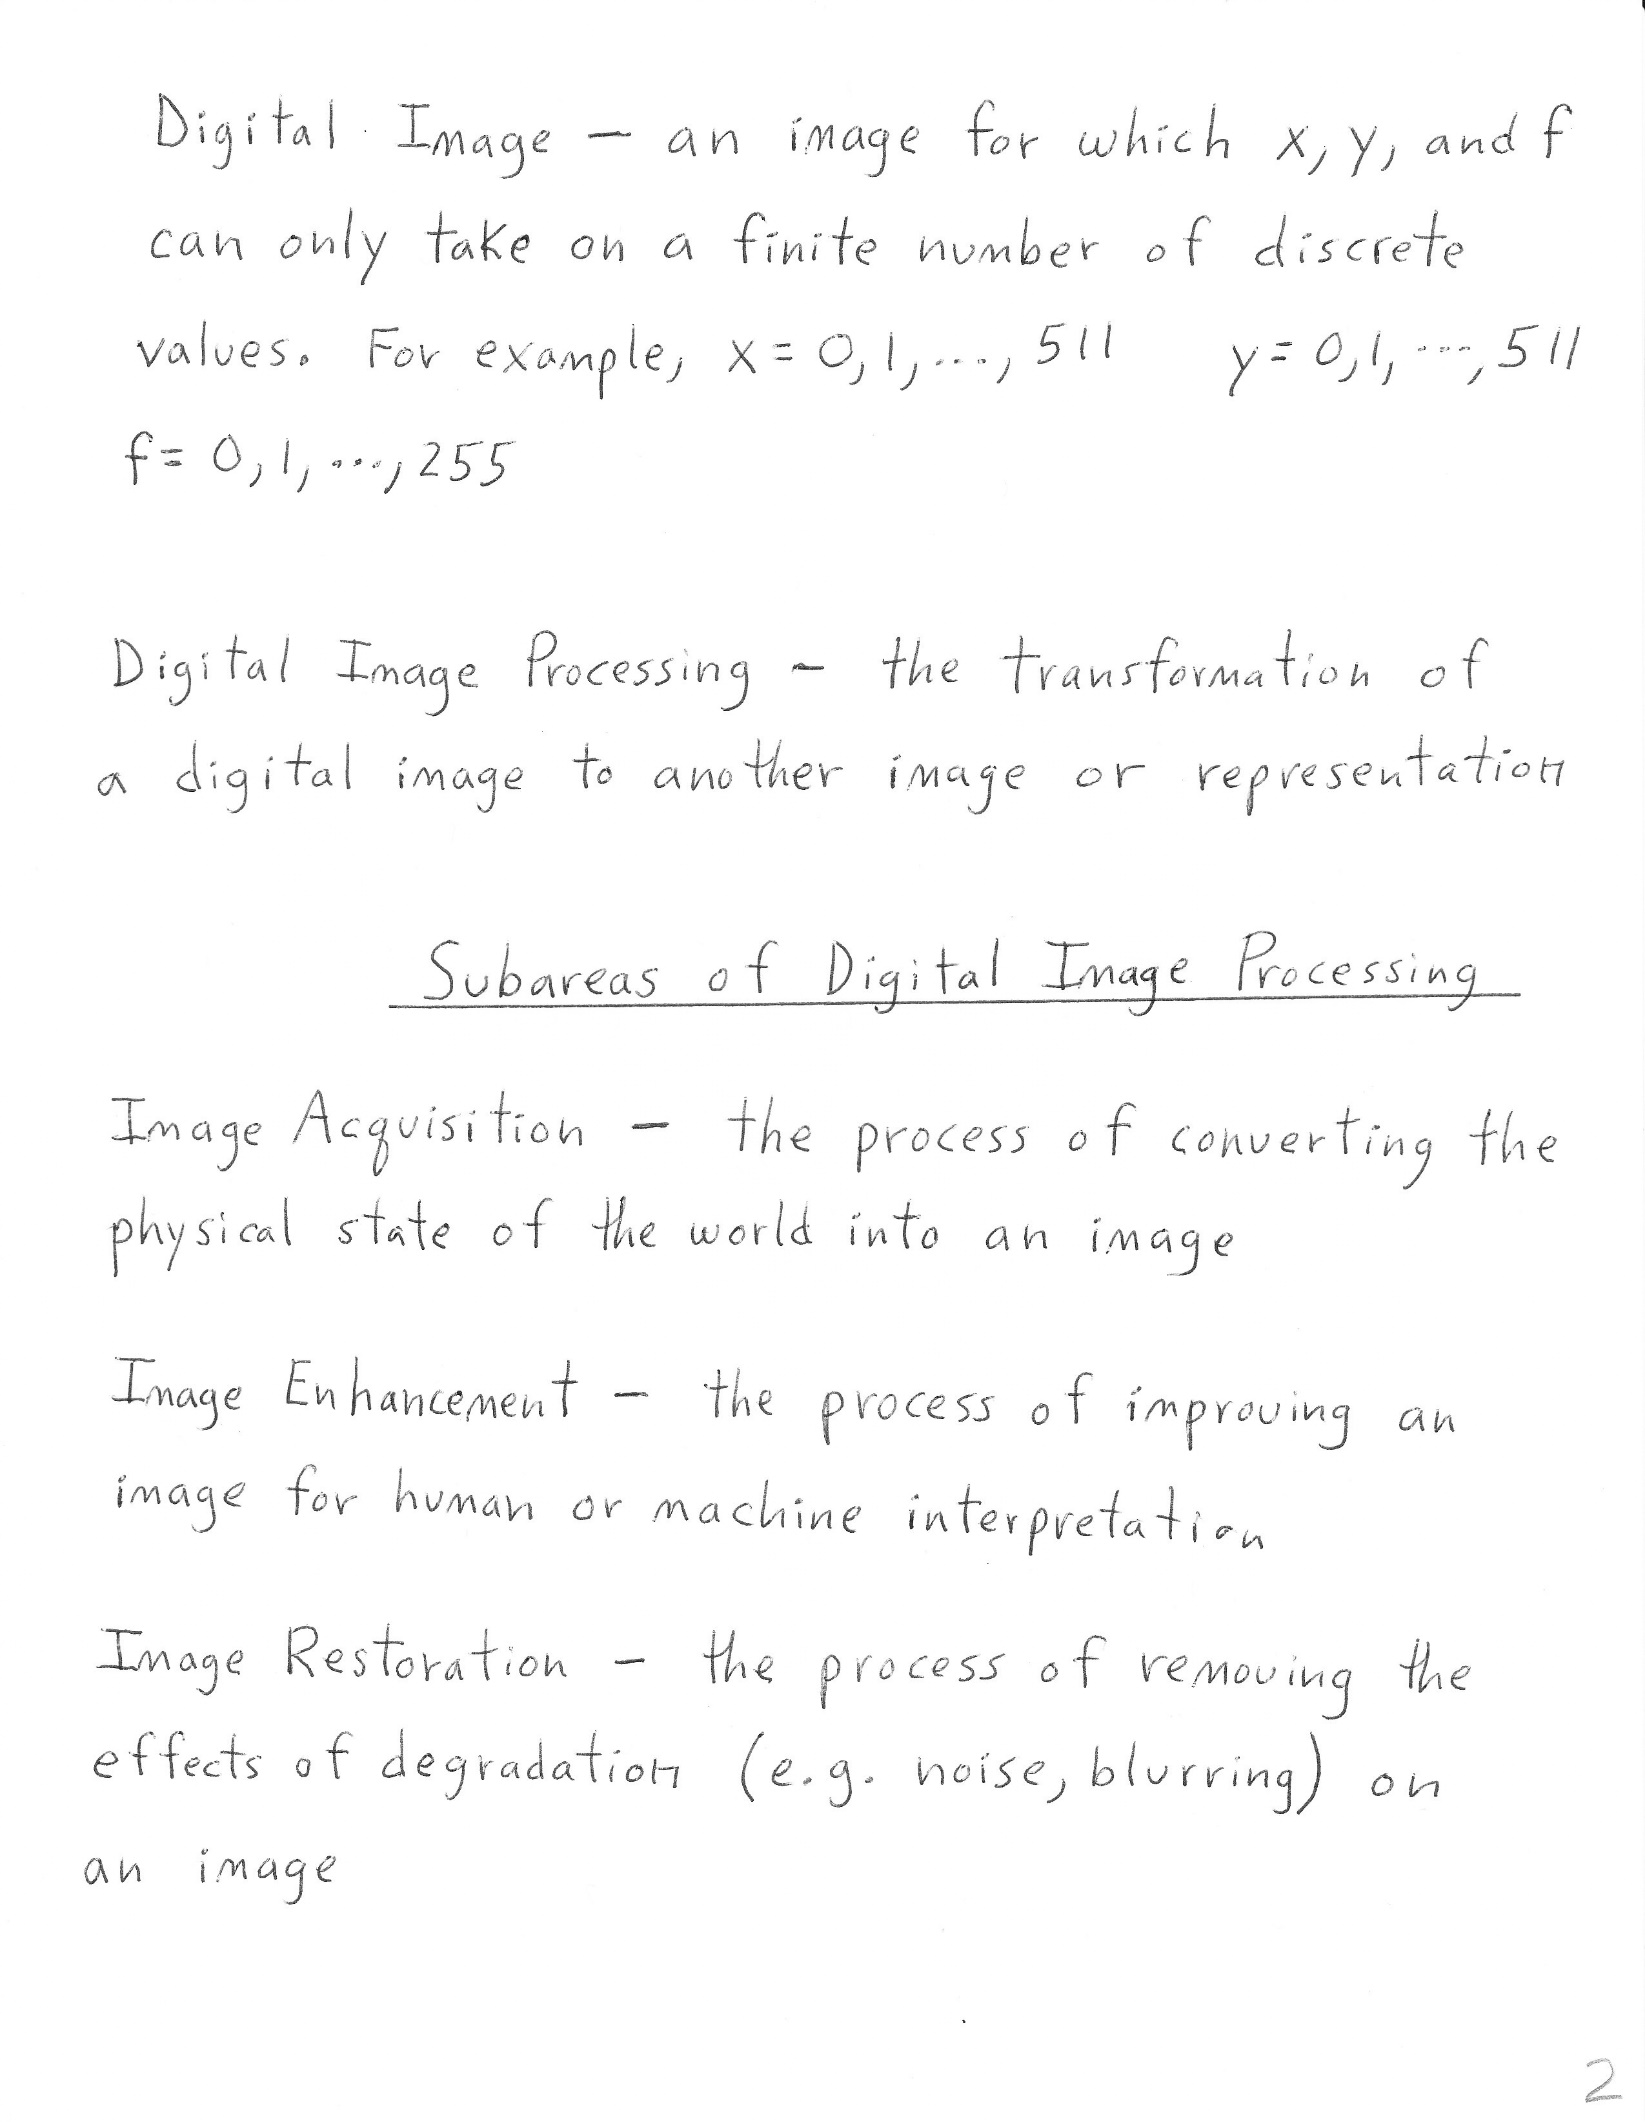 Digital Image – an image for which x, y, and f
can only take on a finite number of discrete
values. For example, x = 0, 1, ..., 511 y = 0, 1, ..., 511
f = 0, 1, ..., 255
Digital Image Processing – the transformation of
a digital image to another image or representation
Subareas of Digital Image Processing
Image Acquisition – the process of converting the
physical state of the world into an image
Image Enhancement – the process of improving an
image for human or machine interpretation
Image Restoration – the process of removing the
effects of degradation (e.g. noise, blurring) on
an image
2